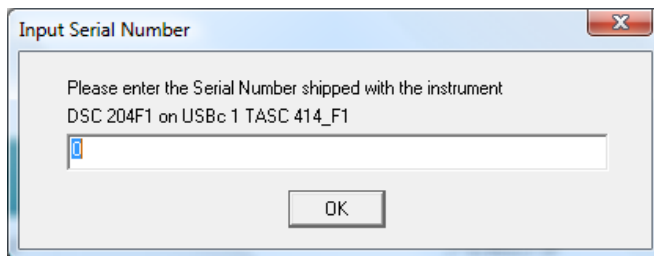 Input Serial Number
Please enter the Serial Number shipped with the instrument
DSC 204F1 on USBc 1 TASC 414_F1
0
OK